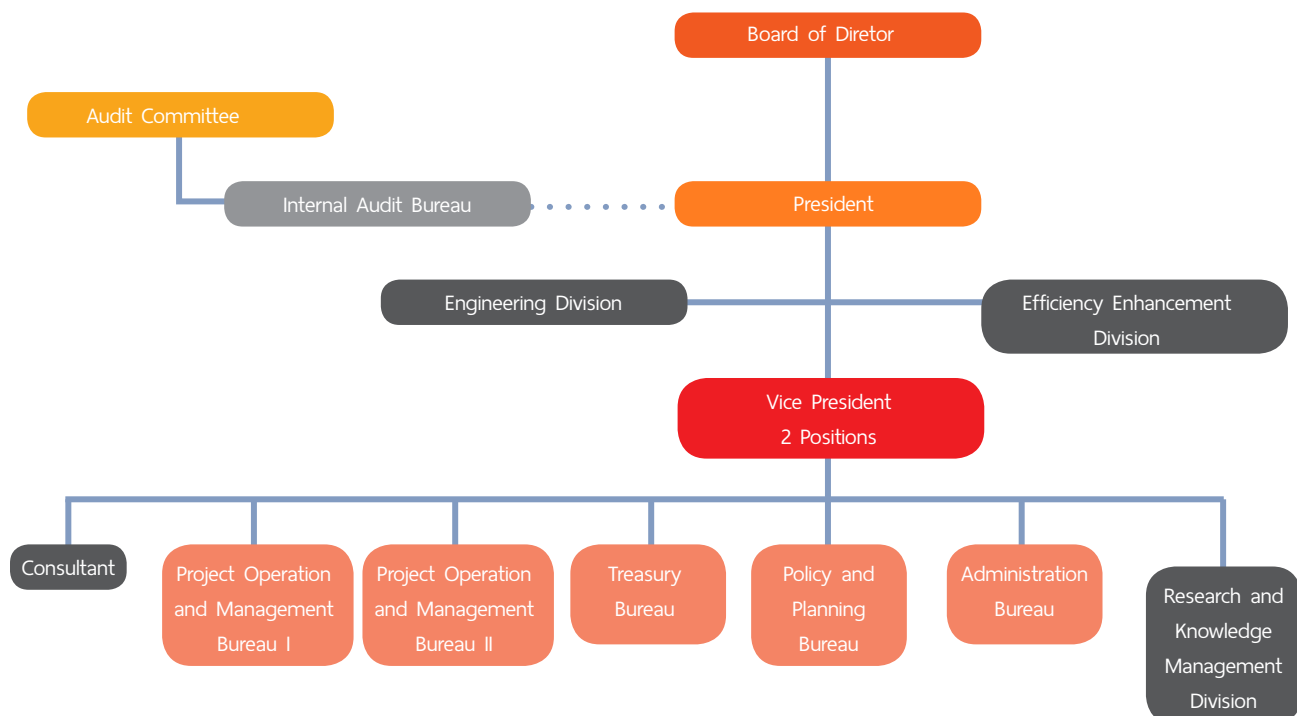 Board of Diretor
Audit Committee
Internal Audit Bureau
President
Engineering Division
Efficiency Enhancement
Division
Vice President
2 Positions
Consultant
Project Operation
and Management
Bureau I
Project Operation
and Management
Bureau II
Treasury
Bureau
Policy and
Planning
Bureau
Administration
Bureau
Research and
Knowledge
Management
Division